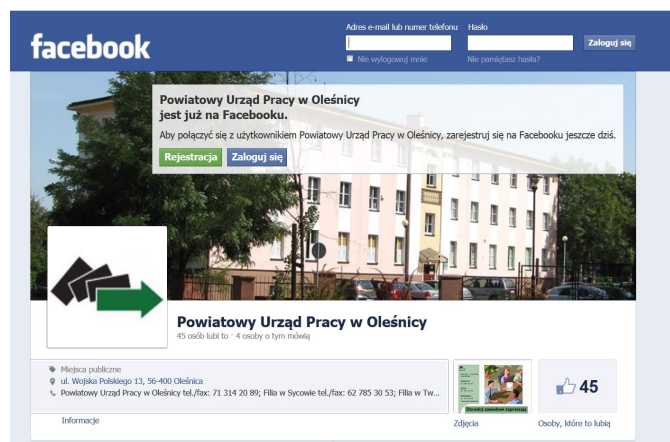 facebook
Adres e-mail lub numer telefonu
Hasło
Zaloguj się
Nie wylogowuj mnie
Nie pamiętasz hasła?
Powiatowy Urząd Pracy w Oleśnicy
jest już na Facebooku.
Aby połączyć się z użytkownikiem Powiatowy Urząd Pracy w Oleśnicy, zarejestruj się na Facebooku jeszcze dziś.
Rejestracja
Zaloguj się
Powiatowy Urząd Pracy w Oleśnicy
45 osób lubi to · 4 osoby o tym mówią
Miejsca publiczne
ul. Wojska Polskiego 13, 56-400 Oleśnica
Powiatowy Urząd Pracy w Oleśnicy tel./fax: 71 314 20 89; Filia w Sycowie tel./fax: 62 785 30 53; Filia w Tw...
Informacje
Doradcy zawodowi zapraszają
Zdjęcia
45
Osoby, które to lubią